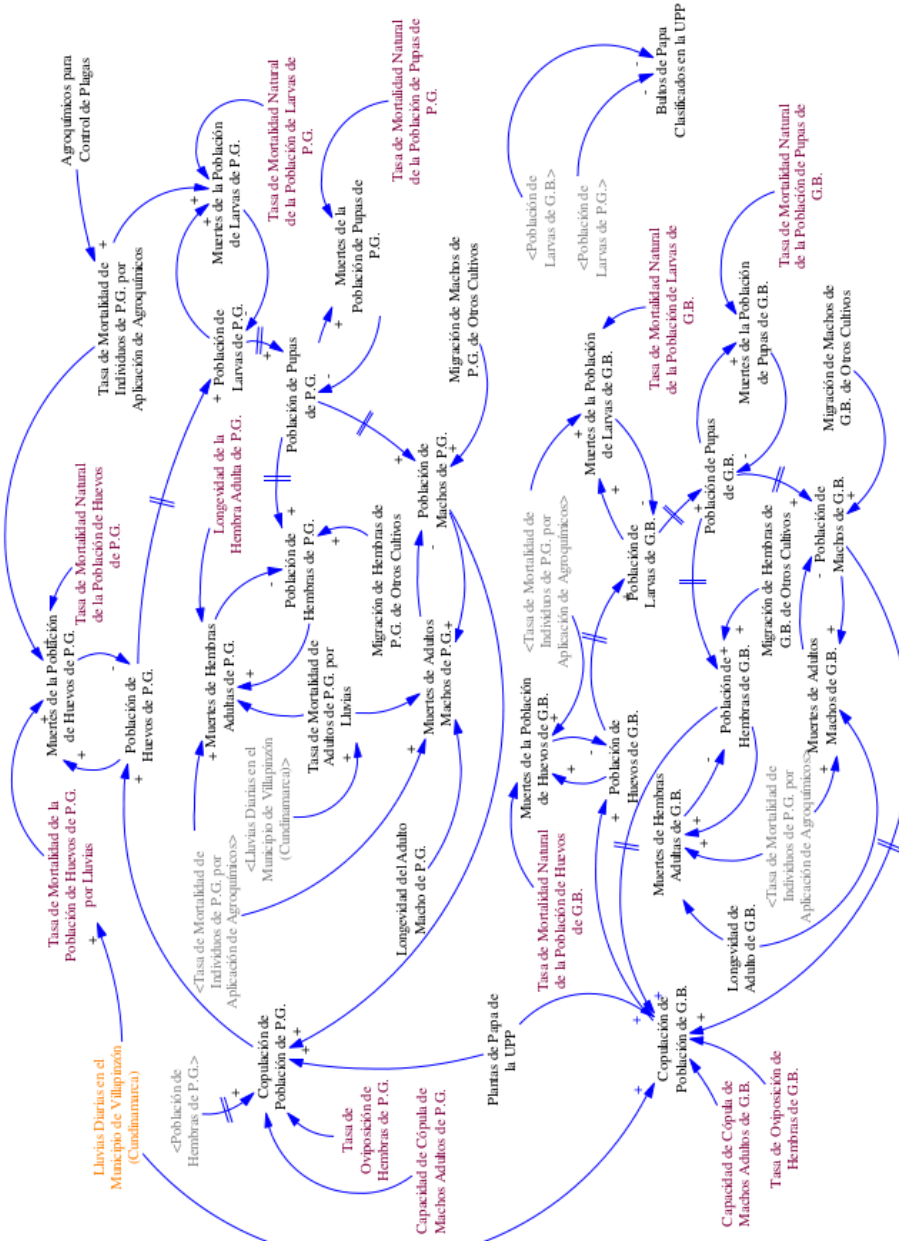 Agroquímicos para
Control de Plagas
Tasa de Mortalidad de
Individuos de P.G. por
Aplicación de Agroquímicos
Muertes de la Población
de Larvas de P.G.
Tasa de Mortalidad Natural
de la Población de Larvas de
P.G.
Tasa de Mortalidad Natural
de la Población de Pupas de
P.G.
Muertes de la
Población de Pupas de
P.G.
Población de
Larvas de P.G.
Población de Pupas
de P.G.
Migración de Machos de
P.G. de Otros Cultivos
Tasa de Mortalidad Natural
de la Población de Huevos
de P.G.
Longevidad de la
Hembra Adulta de P.G.
Población de
Hembras de P.G.
Migración de Hembras de
P.G. de Otros Cultivos
Población de
Machos de P.G.
Muertes de la Población
de Huevos de P.G.
Población de
Huevos de P.G.
Muertes de Hembras
Adultas de P.G.
Tasa de Mortalidad de
Adultos de P.G. por
Lluvias
Muertes de Adultos
Machos de P.G.
Tasa de Mortalidad de la
Población de Huevos de P.G.
por Lluvias
<Tasa de Mortalidad de
Individuos de P.G. por
Aplicación de Agroquímicos>
<Lluvias Diarias en el
Municipio de Villapinzón
(Cundinamarca)>
Longevidad del Adulto
Macho de P.G.
Lluvias Diarias en el
Municipio de Villapinzón
(Cundinamarca)
<Población de
Hembras de P.G.>
Copulación de
Población de P.G.
Tasa de
Oviposición de
Hembras de P.G.
Capacidad de Cópula de
Machos Adultos de P.G.
Plantas de Papa de
la UPP
Bultos de Papa
Clasificados en la UPP
<Población de
Larvas de G.B.>
<Población de
Larvas de P.G.>
Tasa de Mortalidad Natural
de la Población de Larvas de
G.B.
Tasa de Mortalidad Natural
de la Población de Pupas de
G.B.
Muertes de la Población
de Larvas de G.B.
Muertes de la Población
de Pupas de G.B.
Migración de Machos de
G.B. de Otros Cultivos
<Tasa de Mortalidad de
Individuos de P.G. por
Aplicación de Agroquímicos>
Población de
Larvas de G.B.
Población de Pupas
de G.B.
Migración de Hembras de
G.B. de Otros Cultivos
Población de
Machos de G.B.
Muertes de la Población
de Huevos de G.B.
Población de
Huevos de G.B.
Población de
Hembras de G.B.
Muertes de Adultos
Machos de G.B.
Tasa de Mortalidad Natural
de la Población de Huevos
de G.B.
Muertes de Hembras
Adultas de G.B.
<Tasa de Mortalidad de
Individuos de P.G. por
Aplicación de Agroquímicos>
Longevidad de
Adulto de G.B.
Copulación de
Población de G.B.
Capacidad de Cópula de
Machos Adultos de G.B.
Tasa de Oviposición de
Hembras de G.B.